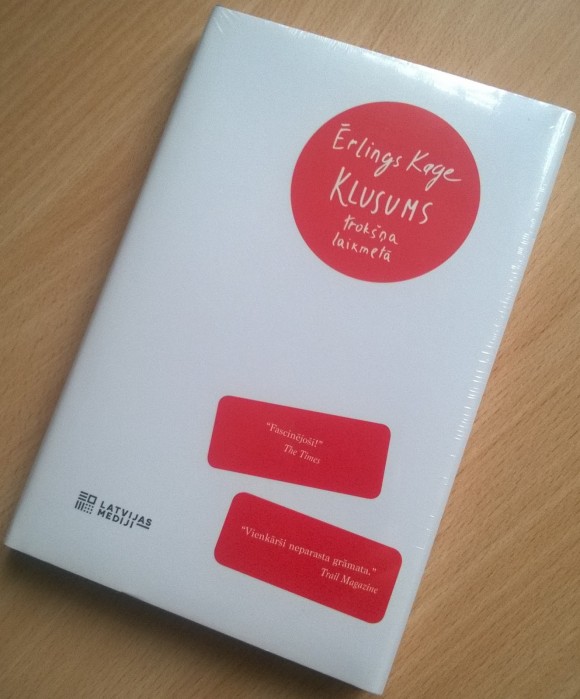 Ērlings Kage
KLUSUMS
trokšņa
laikmetā
"Fascinējoši!"
The Times
LATVIJAS
MEDIJI
"Vienkārši neparasta grāmata."
Trail Magazine